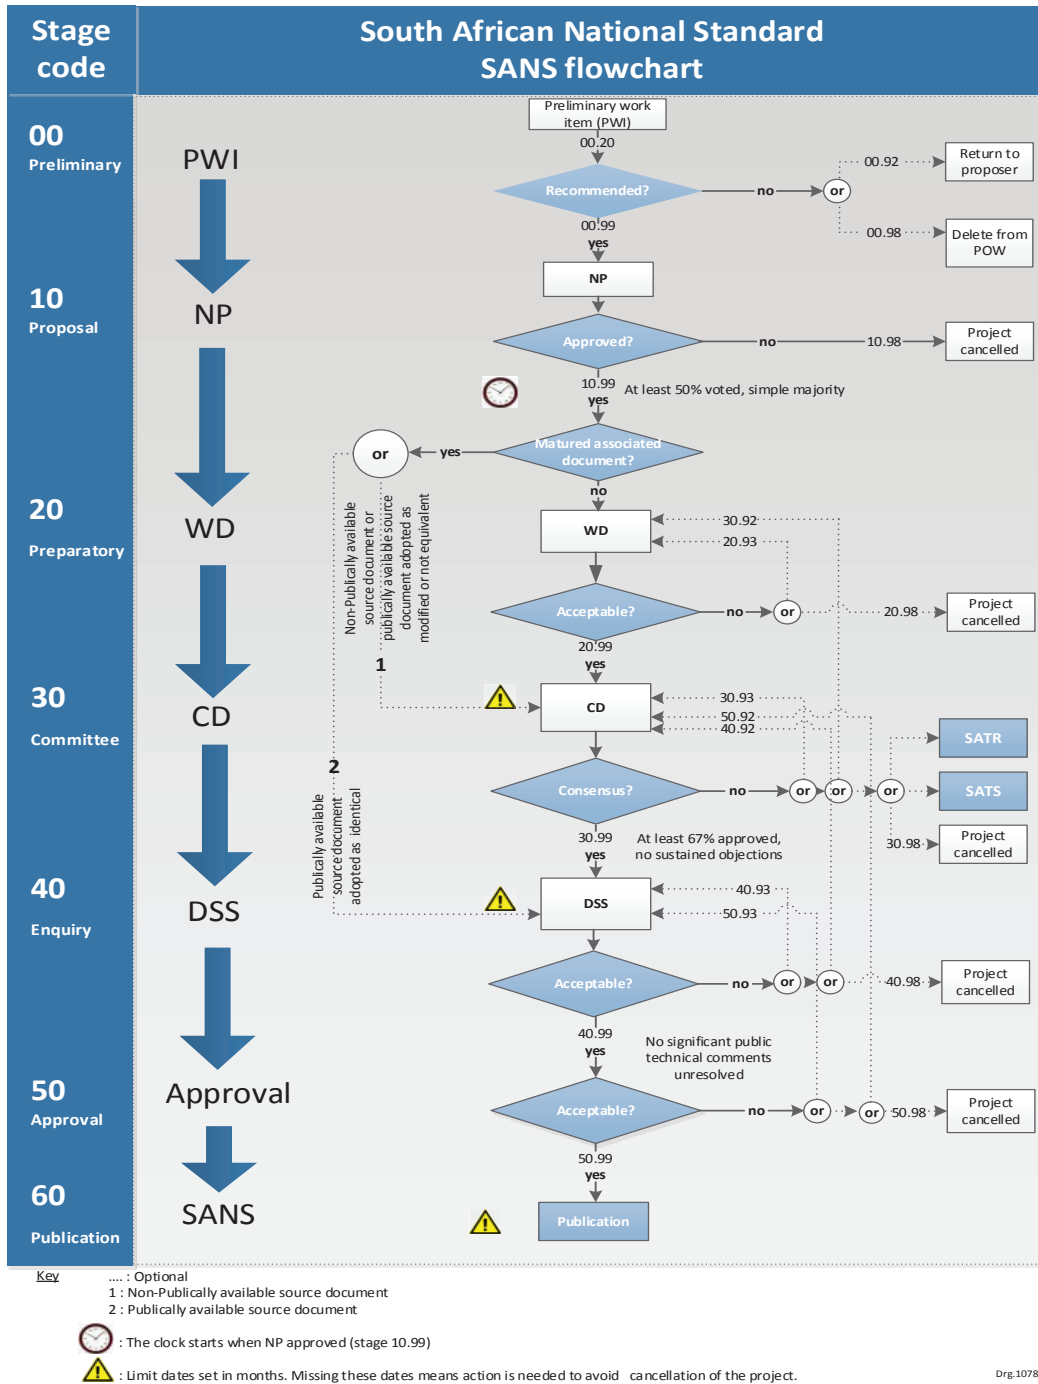 Stage
code
South African National Standard
SANS flowchart
00
Preliminary
PWI
Preliminary work
item (PWI)
00.20
Recommended?
no
or
00.92
Return to
proposer
00.98
Delete from
POW
00.99
yes
NP
10
Proposal
NP
Approved?
no
10.98
Project
cancelled
10.99
yes
At least 50% voted, simple majority
Matured associated
document?
yes
or
no
20
Preparatory
WD
WD
30.92
20.93
Non-Publically available
source document or
publically available source
document adopted as
modified or not equivalent
1
Acceptable?
no
or
20.98
Project
cancelled
20.99
yes
30
Committee
CD
CD
30.93
50.92
40.92
SATR
2
Publically available
source document
adopted as identical
Consensus?
no
or
or
or
SATS
30.98
Project
cancelled
30.99
yes
At least 67% approved,
no sustained objections
40
Enquiry
DSS
DSS
40.93
50.93
Acceptable?
no
or
or
40.98
Project
cancelled
40.99
yes
No significant public
technical comments
unresolved
50
Approval
Approval
Acceptable?
no
or
or
50.98
Project
cancelled
50.99
yes
60
Publication
SANS
Publication
Key
.... : Optional
1 : Non-Publically available source document
2 : Publically available source document
: The clock starts when NP approved (stage 10.99)
: Limit dates set in months. Missing these dates means action is needed to avoid cancellation of the project.
Drg.1078